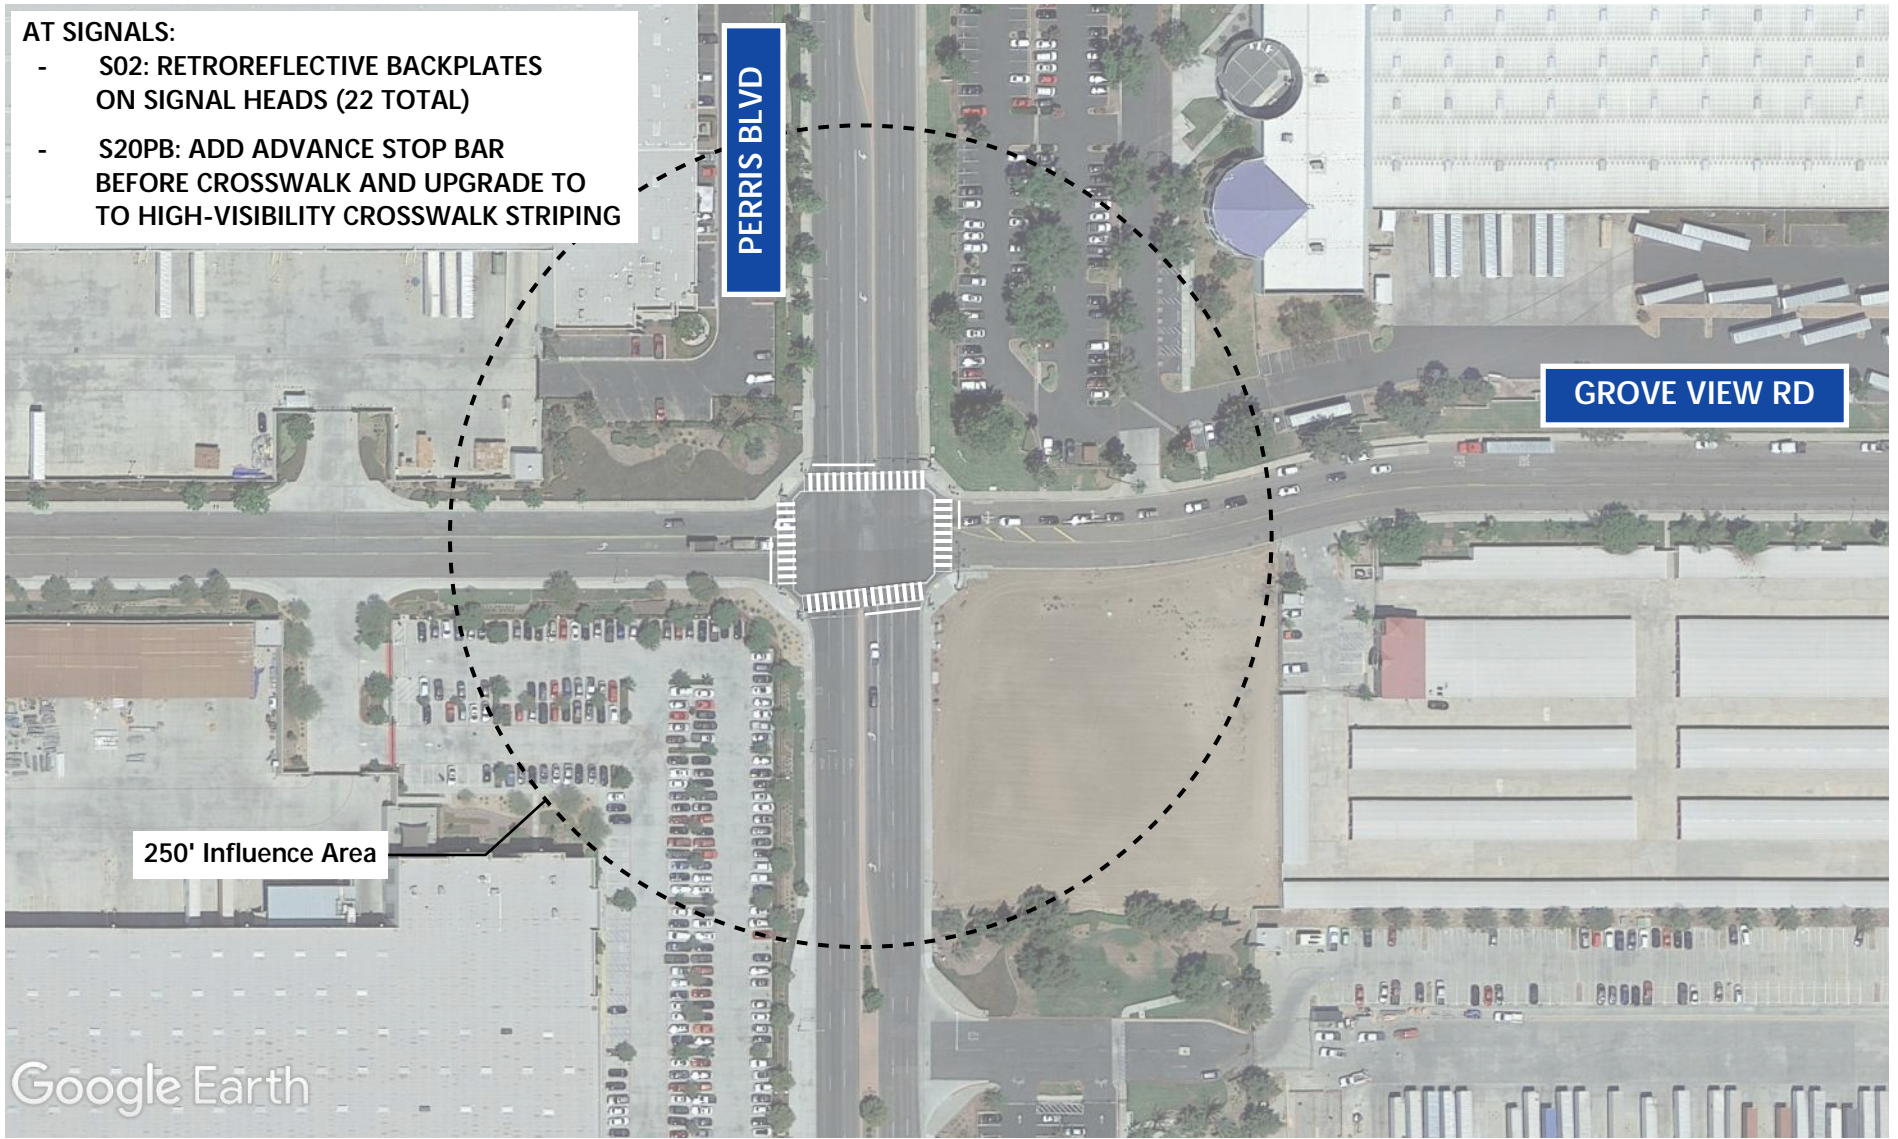 AT SIGNALS:
- S02: RETROREFLECTIVE BACKPLATES
ON SIGNAL HEADS (22 TOTAL)
- S20PB: ADD ADVANCE STOP BAR
BEFORE CROSSWALK AND UPGRADE TO
TO HIGH-VISIBILITY CROSSWALK STRIPING
PERRIS BLVD
GROVE VIEW RD
250' Influence Area
Google Earth